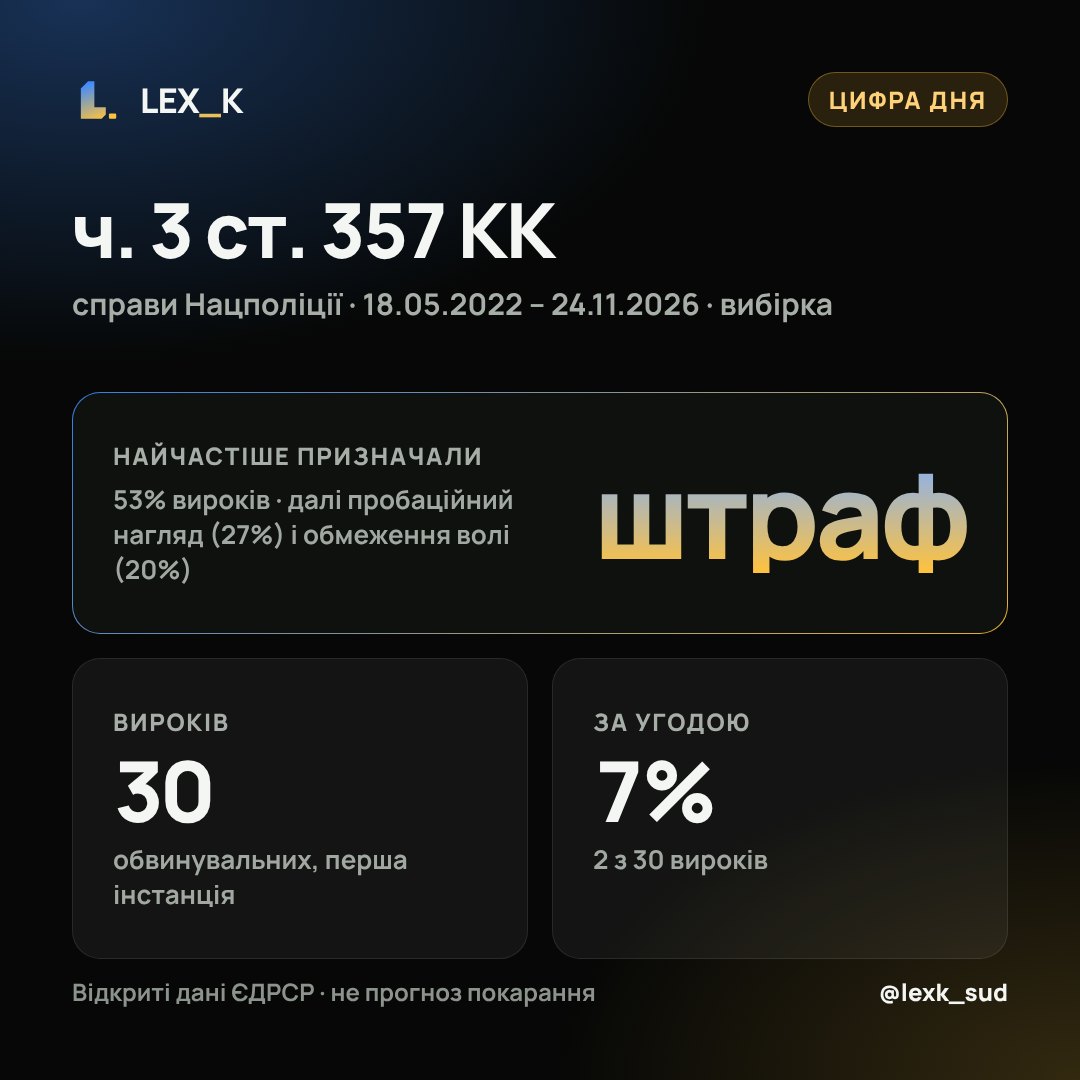 LEX_K
ЦИФРА ДНЯ
ч. 3 ст. 357 КК
справи Нацполіції · 18.05.2022 – 24.11.2026 · вибірка
НАЙЧАСТІШЕ ПРИЗНАЧАЛИ
53% вироків · далі пробаційний
нагляд (27%) і обмеження волі
(20%)
штраф
ВИРОКІВ
30
обвинувальних, перша
інстанція
ЗА УГОДОЮ
7%
2 з 30 вироків
Відкриті дані ЄДРСР · не прогноз покарання
@lexk_sud